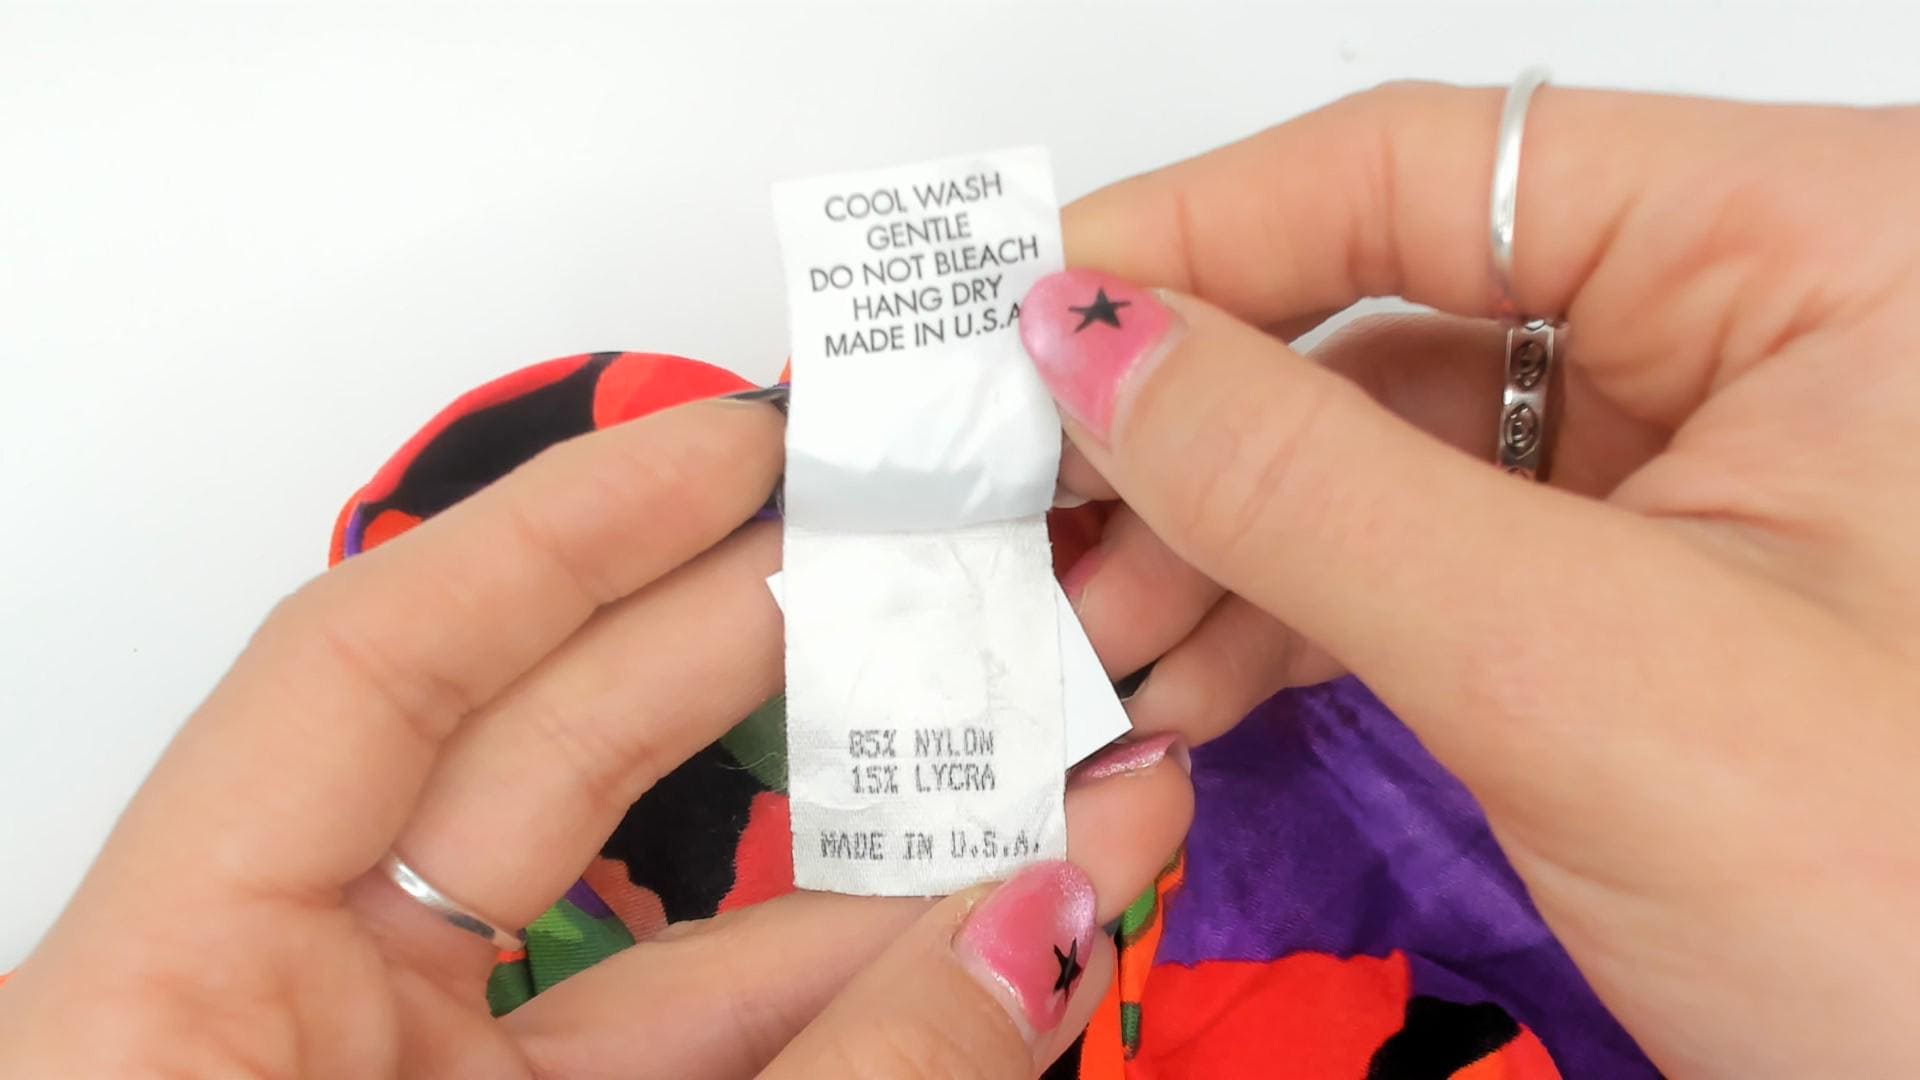 COOL WASH
GENTLE
DO NOT BLEACH
HANG DRY
MADE IN U.S.A
85% NYLON
15% LYCRA
MADE IN U.S.A.